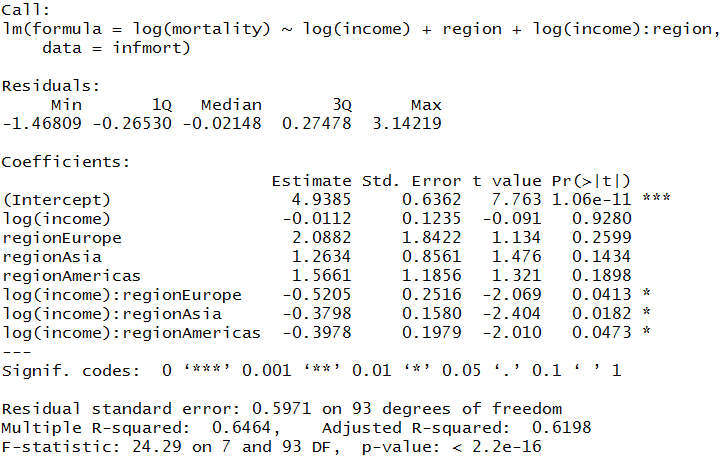 Call:
lm(formula = log(mortality) ~ log(income) + region + log(income):region,
    data = infmort)

Residuals:
     Min       1Q   Median       3Q      Max
-1.46809 -0.26530 -0.02148  0.27478  3.14219

Coefficients:
                           Estimate Std. Error t value Pr(>|t|)
(Intercept)                  4.9385     0.6362   7.763 1.06e-11 ***
log(income)                 -0.0112     0.1235  -0.091   0.9280
regionEurope                 2.0882     1.8422   1.134   0.2599
regionAsia                   1.2634     0.8561   1.476   0.1434
regionAmericas               1.5661     1.1856   1.321   0.1898
log(income):regionEurope    -0.5205     0.2516  -2.069   0.0413 *
log(income):regionAsia      -0.3798     0.1580  -2.404   0.0182 *
log(income):regionAmericas  -0.3978     0.1979  -2.010   0.0473 *
---
Signif. codes:  0 ‘***’ 0.001 ‘**’ 0.01 ‘*’ 0.05 ‘.’ 0.1 ‘ ’ 1

Residual standard error: 0.5971 on 93 degrees of freedom
Multiple R-squared:  0.6464,    Adjusted R-squared:  0.6198
F-statistic: 24.29 on 7 and 93 DF,  p-value: < 2.2e-16